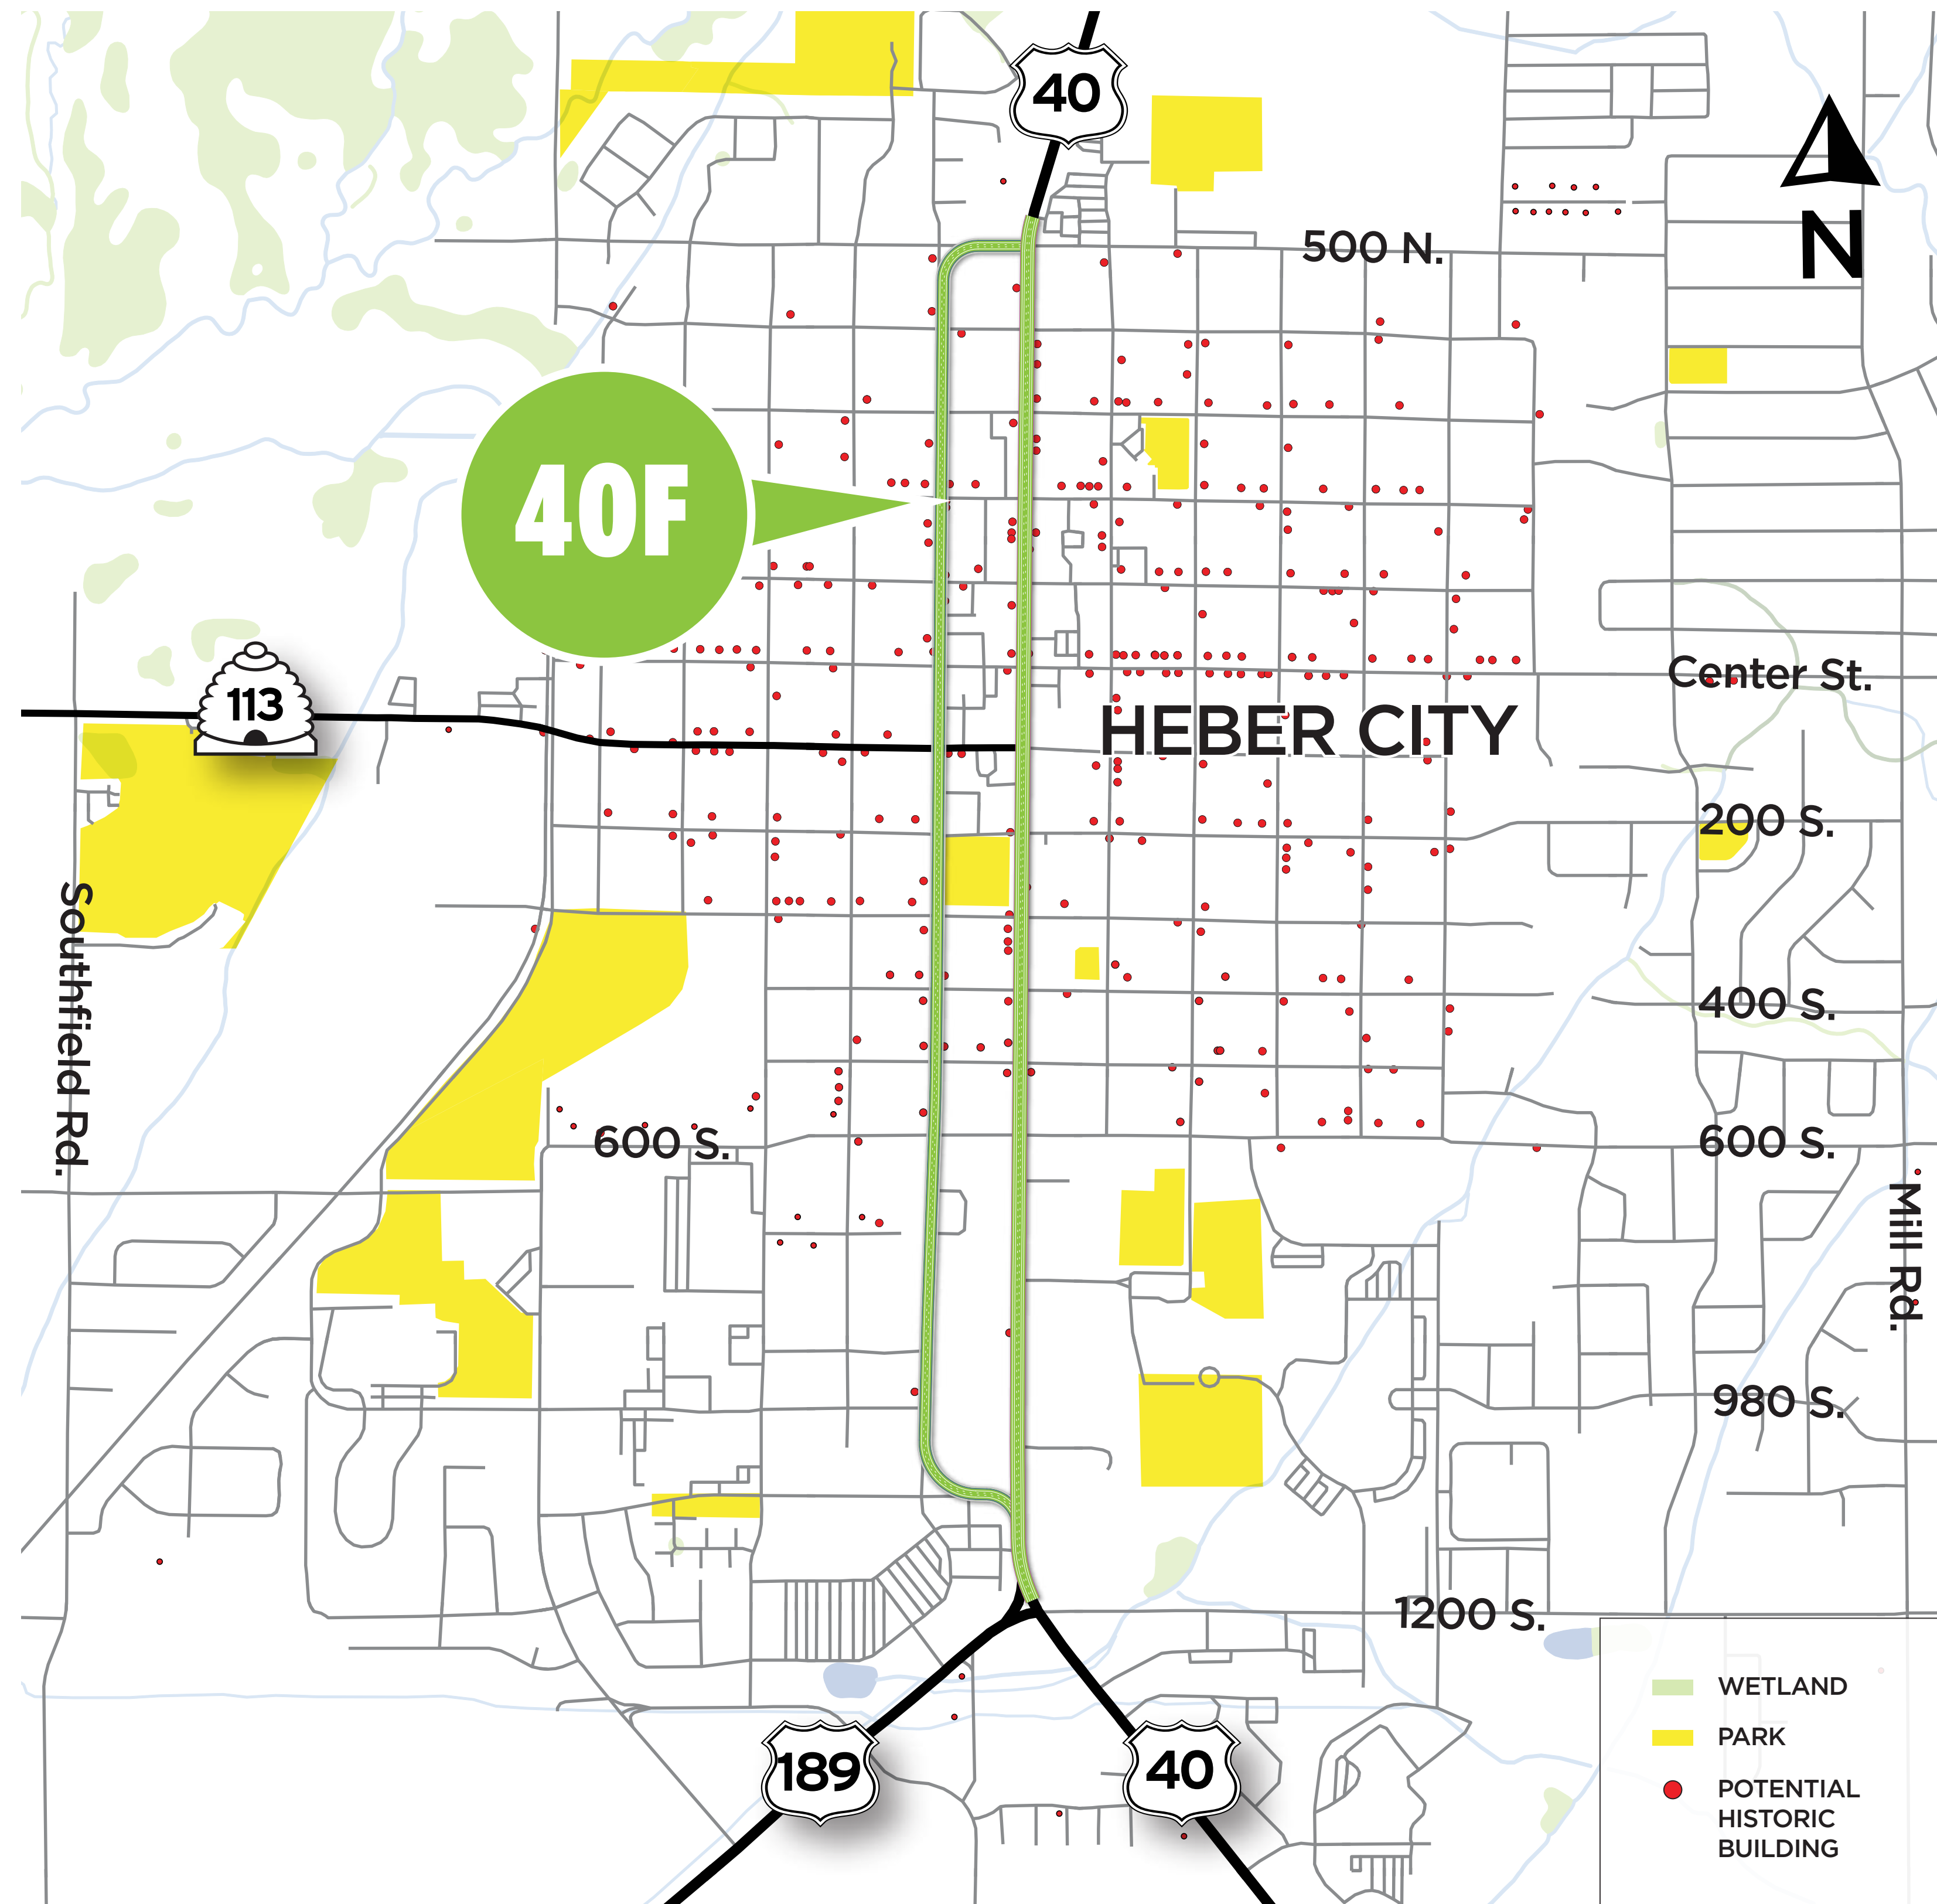 40
N
500 N.
40F
Center St.
113
HEBER CITY
200 S.
Southfield Rd.
400 S.
600 S.
600 S.
Mill Rd.
980 S.
1200 S.
WETLAND
PARK
189
40
POTENTIAL
HISTORIC
BUILDING